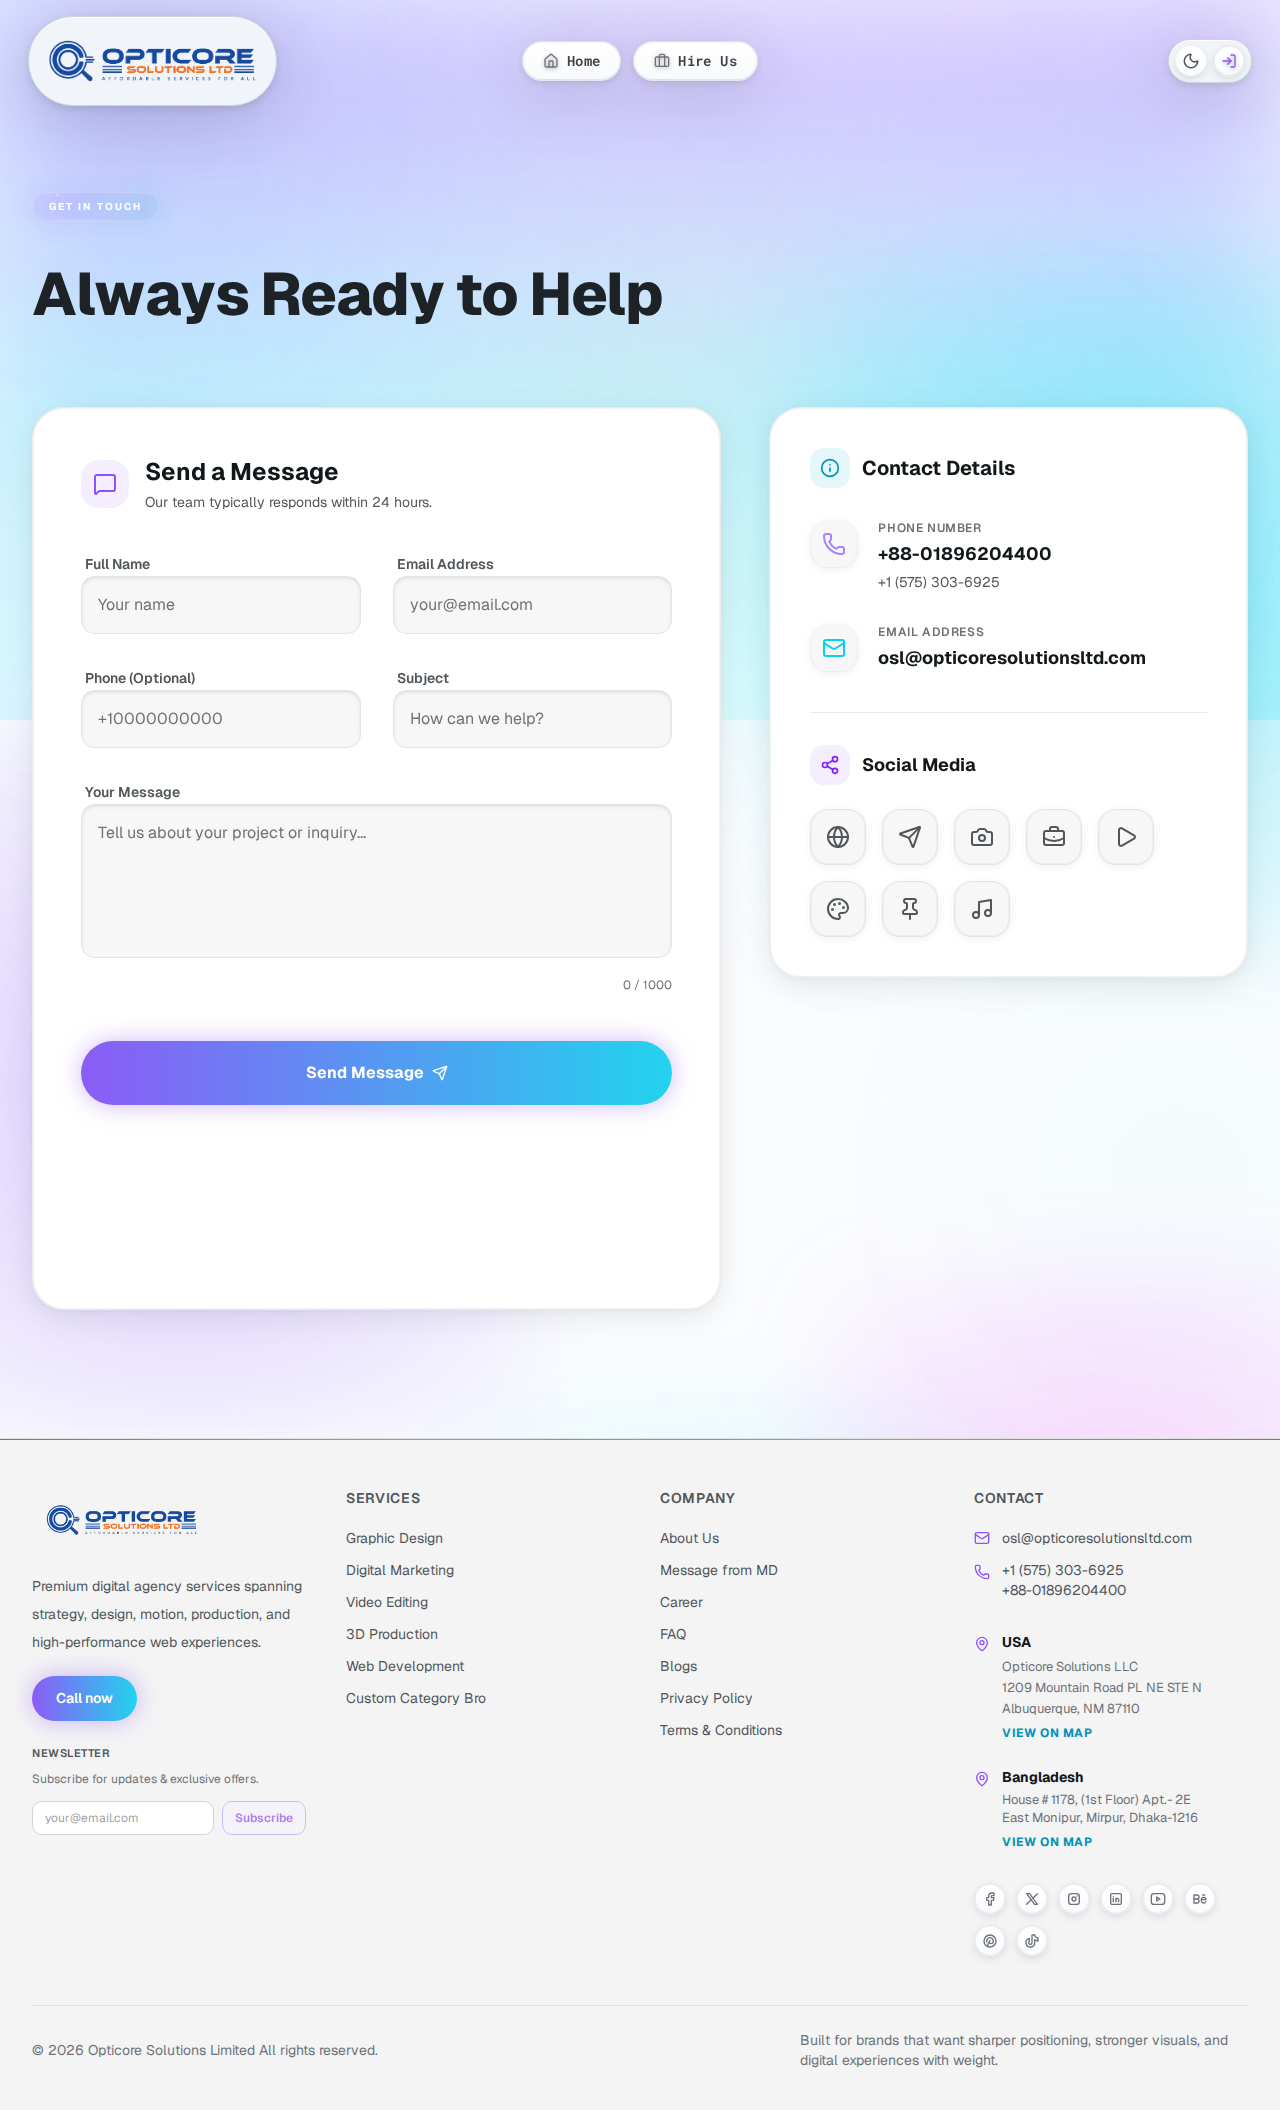 OPTICORE
SOLUTIONS LTD
AFFORDABLE SERVICES FOR ALL
Home
Hire Us
GET IN TOUCH
Always Ready to Help
Send a Message
Our team typically responds within 24 hours.
Full Name
Email Address
Your name
your@email.com
Phone (Optional)
Subject
+10000000000
How can we help?
Your Message
Tell us about your project or inquiry...
0 / 1000
Send Message
Contact Details
PHONE NUMBER
+88-01896204400
+1 (575) 303-6925
EMAIL ADDRESS
osl@opticoresolutionsltd.com
Social Media
OPTICORE
SOLUTIONS LTD
AFFORDABLE SERVICES FOR ALL
Premium digital agency services spanning
strategy, design, motion, production, and
high-performance web experiences.
Call now
NEWSLETTER
Subscribe for updates & exclusive offers.
your@email.com
Subscribe
SERVICES
Graphic Design
Digital Marketing
Video Editing
3D Production
Web Development
Custom Category Bro
COMPANY
About Us
Message from MD
Career
FAQ
Blogs
Privacy Policy
Terms & Conditions
CONTACT
osl@opticoresolutionsltd.com
+1 (575) 303-6925
+88-01896204400
USA
Opticore Solutions LLC
1209 Mountain Road PL NE STE N
Albuquerque, NM 87110
VIEW ON MAP
Bangladesh
House # 1178, (1st Floor) Apt.- 2E
East Monipur, Mirpur, Dhaka-1216
VIEW ON MAP
© 2026 Opticore Solutions Limited All rights reserved.
Built for brands that want sharper positioning, stronger visuals, and
digital experiences with weight.